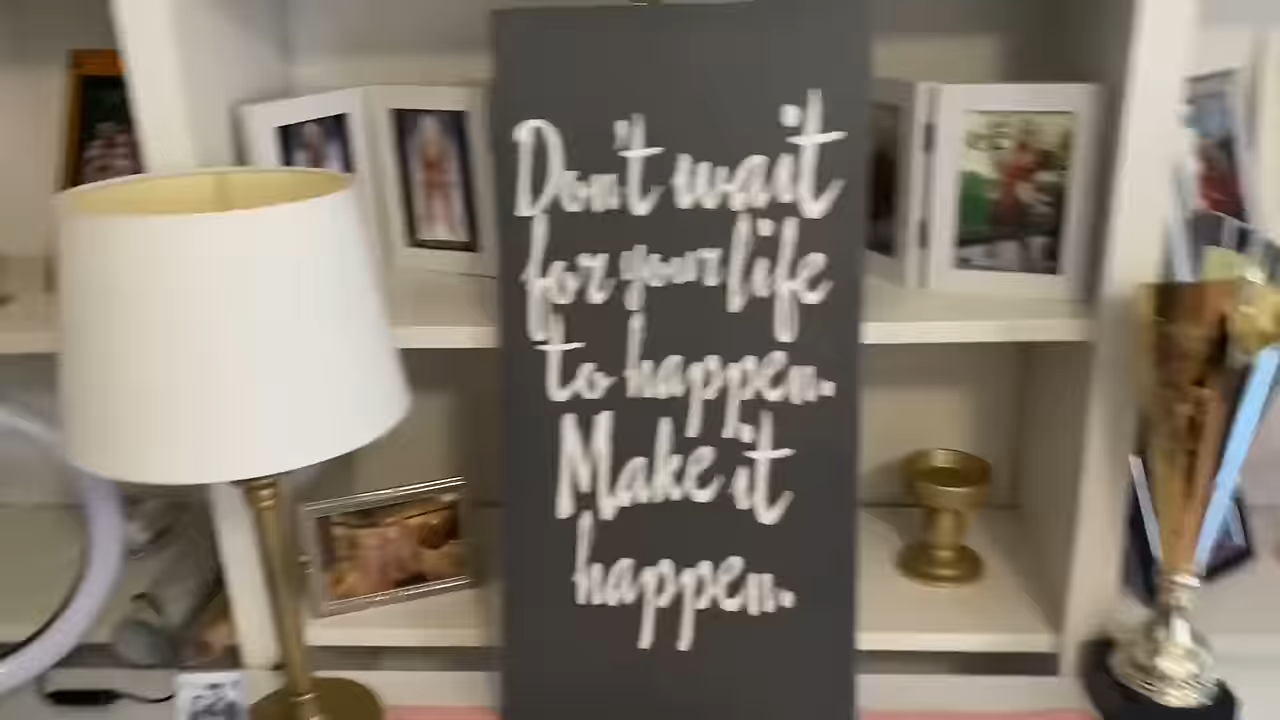 Don't wait
for your life
to happen.
Make it
happen.